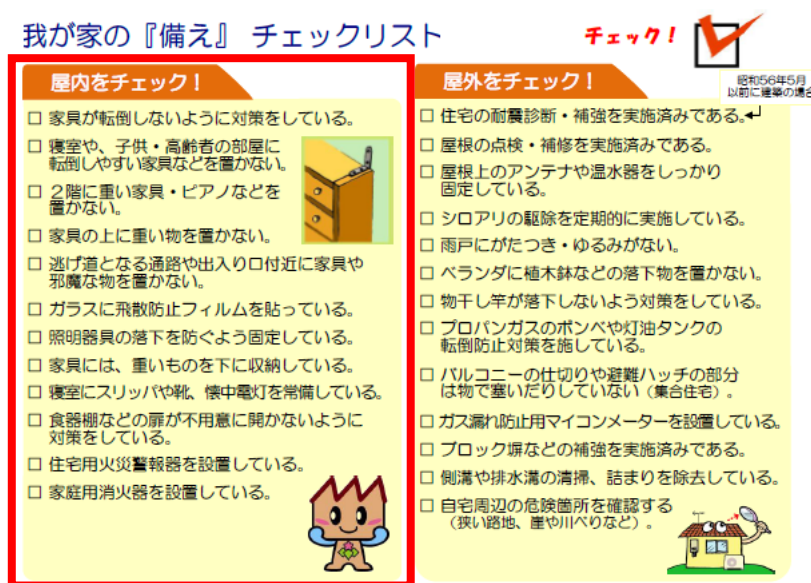 我が家の『備え』 チェックリスト
チェック！
屋内をチェック！
□ 家具が転倒しないように対策をしている。
□ 寝室や、子供・高齢者の部屋に
転倒しやすい家具などを置かない。
□ ２階に重い家具・ピアノなどを
置かない。
□ 家具の上に重い物を置かない。
□ 逃げ道となる通路や出入り口付近に家具や
邪魔な物を置かない。
□ ガラスに飛散防止フィルムを貼っている。
□ 照明器具の落下を防ぐよう固定している。
□ 家具には、重いものを下に収納している。
□ 寝室にスリッパや靴、懐中電灯を常備している。
□ 食器棚などの扉が不用意に開かないように
対策をしている。
□ 住宅用火災警報器を設置している。
□ 家庭用消火器を設置している。
屋外をチェック！
昭和56年5月
以前に建築の場合
□ 住宅の耐震診断・補強を実施済みである。
□ 屋根の点検・補修を実施済みである。
□ 屋根上のアンテナや温水器をしっかり
固定している。
□ シロアリの駆除を定期的に実施している。
□ 雨戸にがたつき・ゆるみがない。
□ ベランダに植木鉢などの落下物を置かない。
□ 物干し竿が落下しないよう対策をしている。
□ プロパンガスのボンベや灯油タンクの
転倒防止対策を施している。
□ バルコニーの仕切りや避難ハッチの部分
は物で塞いだりしていない（集合住宅）。
□ ガス漏れ防止用マイコンメーターを設置している。
□ ブロック塀などの補強を実施済みである。
□ 側溝や排水溝の清掃、詰まりを除去している。
□ 自宅周辺の危険箇所を確認する
（狭い路地、崖や川べりなど）。